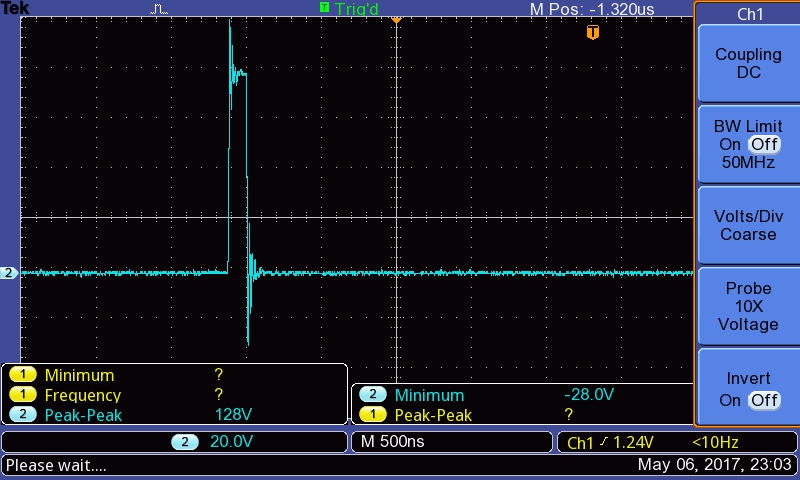 Tek
T Trig'd
M Pos: -1.320us
Ch1
T
Coupling
DC
BW Limit
On Off
50MHz
Volts/Div
Coarse
2
Probe
10X
Voltage
Invert
On Off
1 Minimum ?
1 Frequency ?
2 Peak-Peak 128V
2 Minimum -28.0V
1 Peak-Peak ?
2 20.0V
M 500ns
Ch1 1.24V <10Hz
Please wait....
May 06, 2017, 23:03